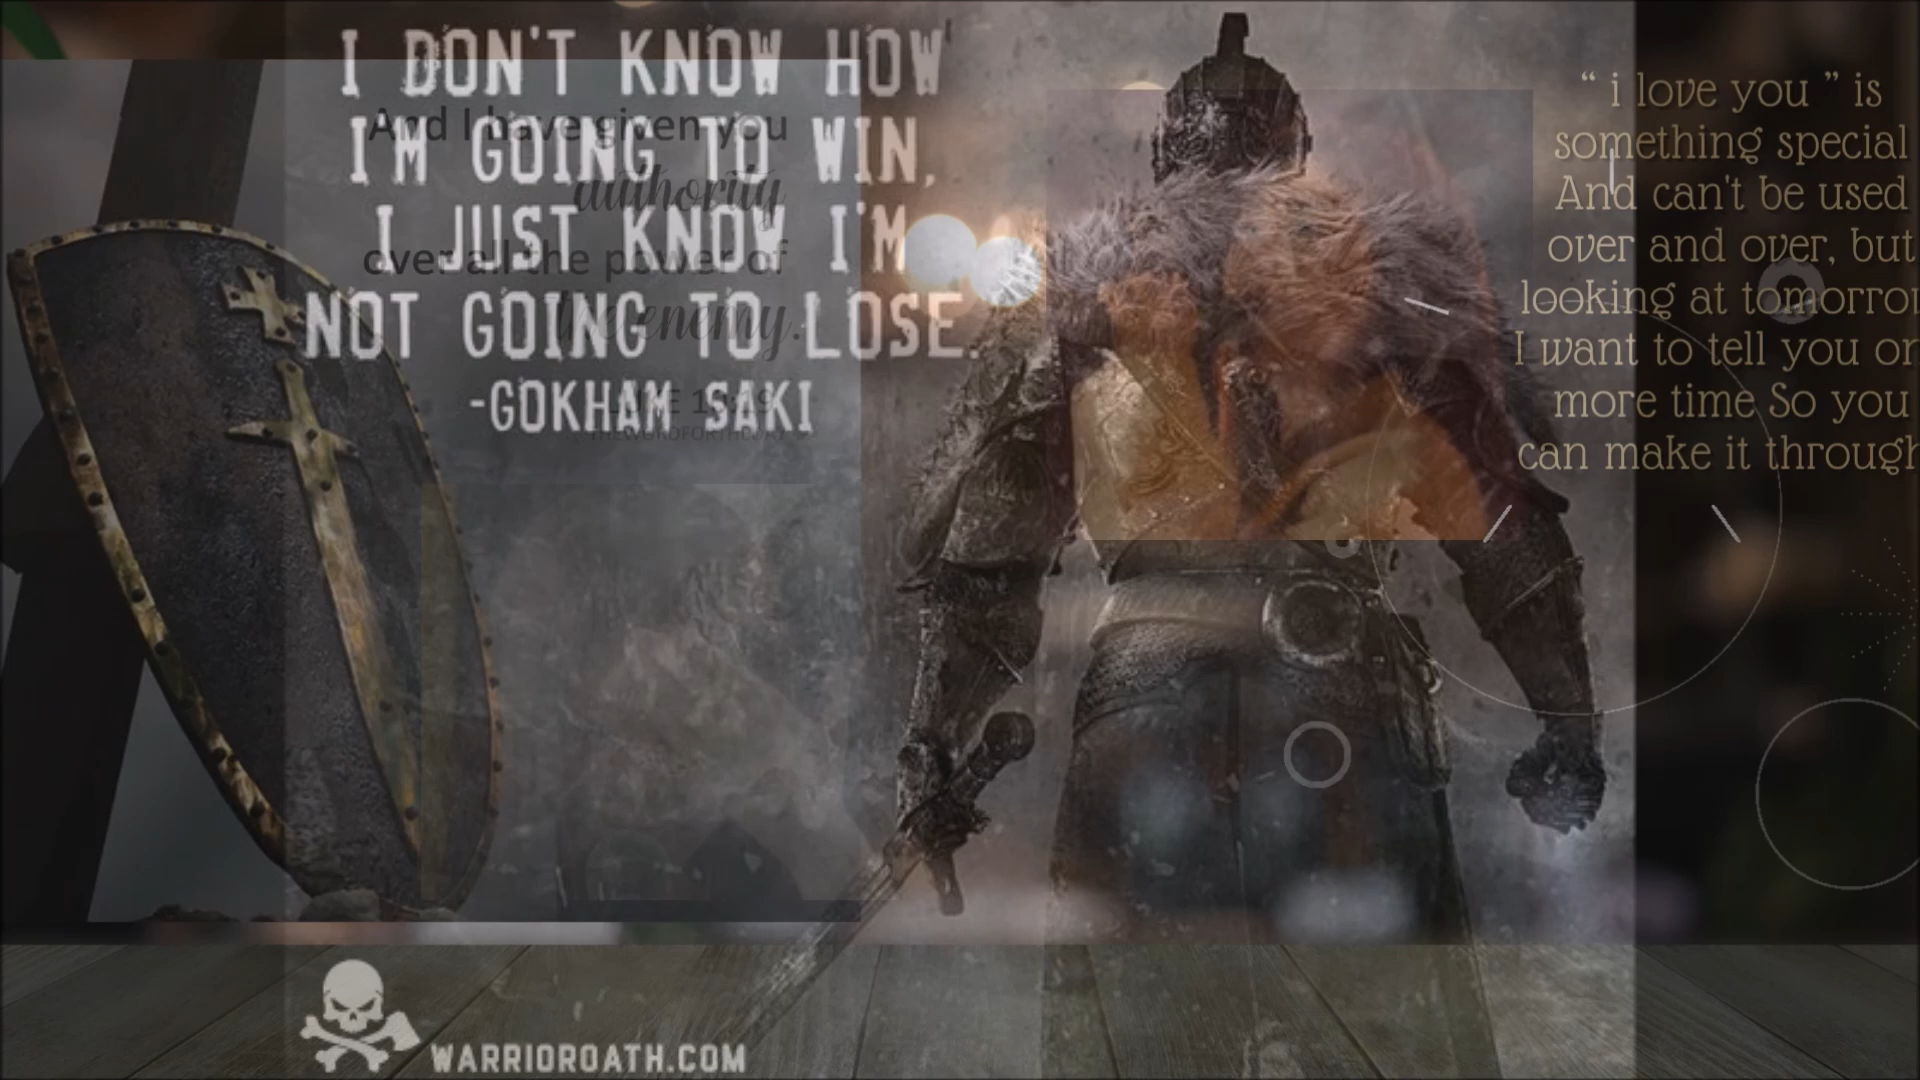 I DON'T KNOW HOW
I'M GOING TO WIN,
I JUST KNOW I'M
NOT GOING TO LOSE.
-GOKHAM SAKI
And I have given you
authority
over all the power of
the enemy.
“ i love you ” is
something special
And can't be used
over and over, but
looking at tomorro
I want to tell you
more time So you
can make it through
WARRIOROATH.COM